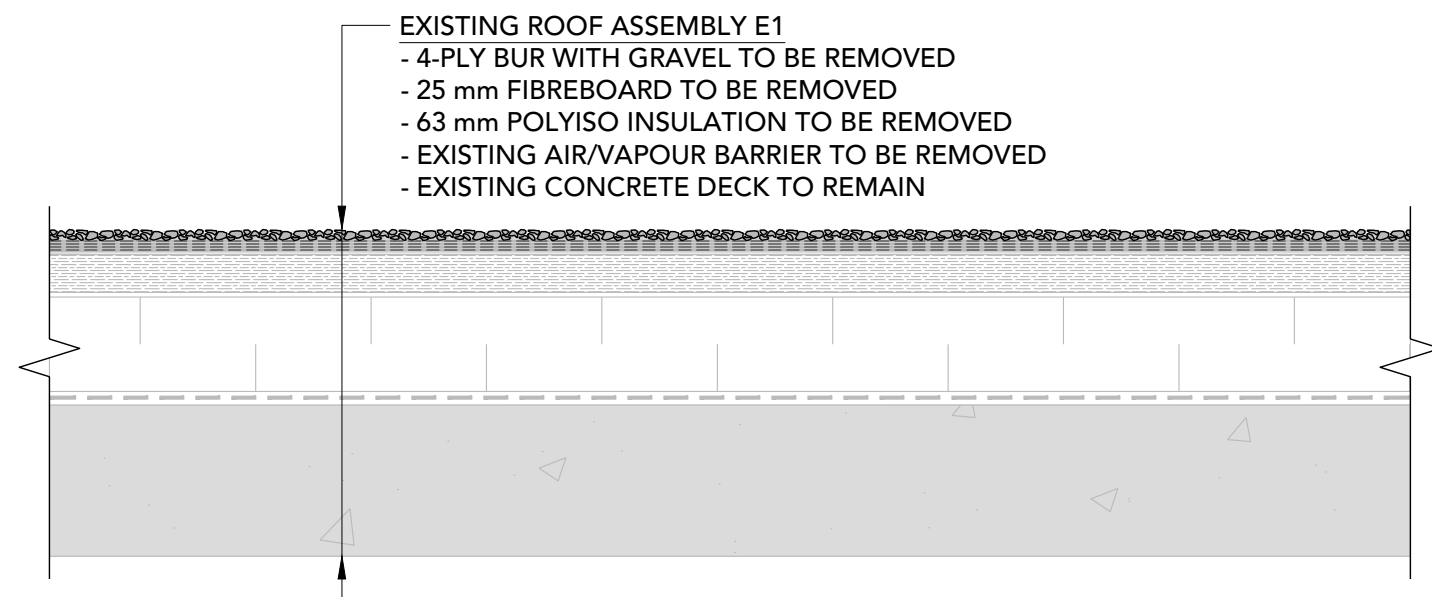 EXISTING ROOF ASSEMBLY E1
- 4-PLY BUR WITH GRAVEL TO BE REMOVED
- 25 mm FIBREBOARD TO BE REMOVED
- 63 mm POLYISO INSULATION TO BE REMOVED
- EXISTING AIR/VAPOUR BARRIER TO BE REMOVED
- EXISTING CONCRETE DECK TO REMAIN